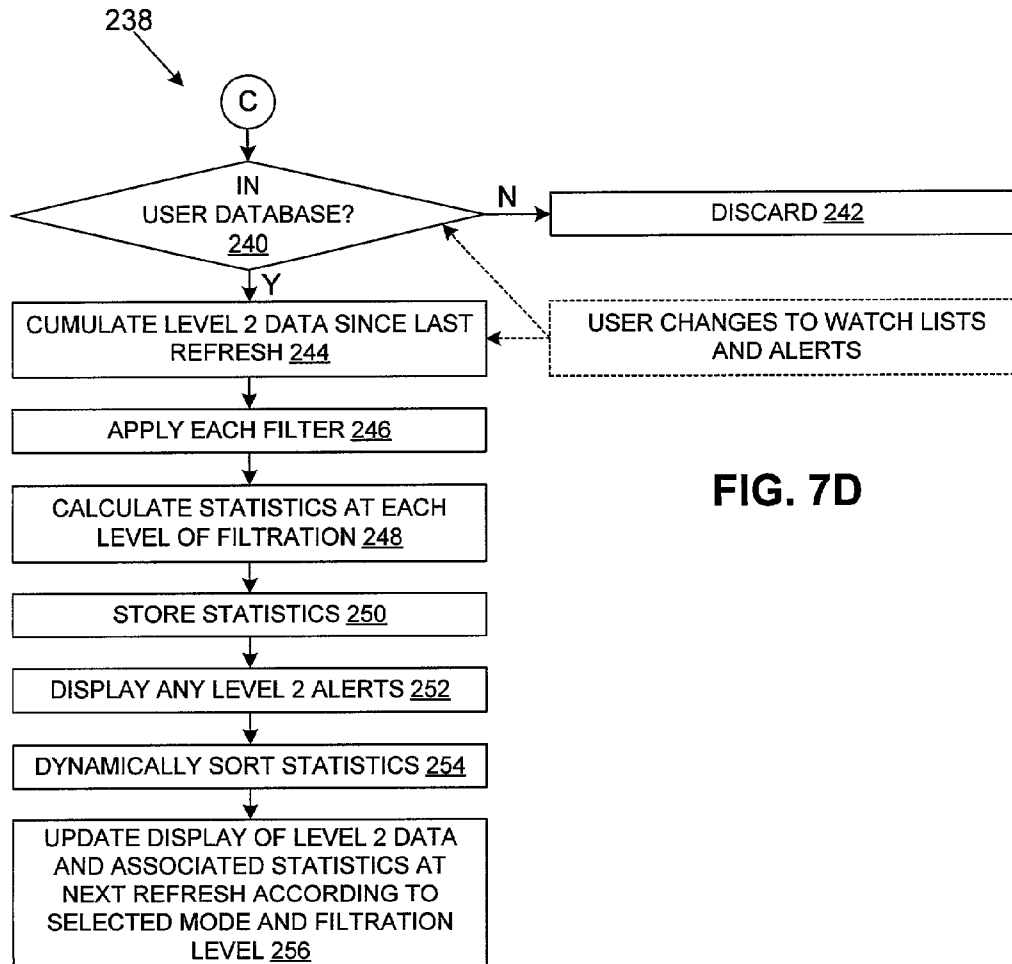 238
C
IN
USER DATABASE?
240
N
DISCARD 242
Y
CUMULATE LEVEL 2 DATA SINCE LAST
REFRESH 244
USER CHANGES TO WATCH LISTS
AND ALERTS
APPLY EACH FILTER 246
CALCULATE STATISTICS AT EACH
LEVEL OF FILTRATION 248
FIG. 7D
STORE STATISTICS 250
DISPLAY ANY LEVEL 2 ALERTS 252
DYNAMICALLY SORT STATISTICS 254
UPDATE DISPLAY OF LEVEL 2 DATA
AND ASSOCIATED STATISTICS AT
NEXT REFRESH ACCORDING TO
SELECTED MODE AND FILTRATION
LEVEL 256